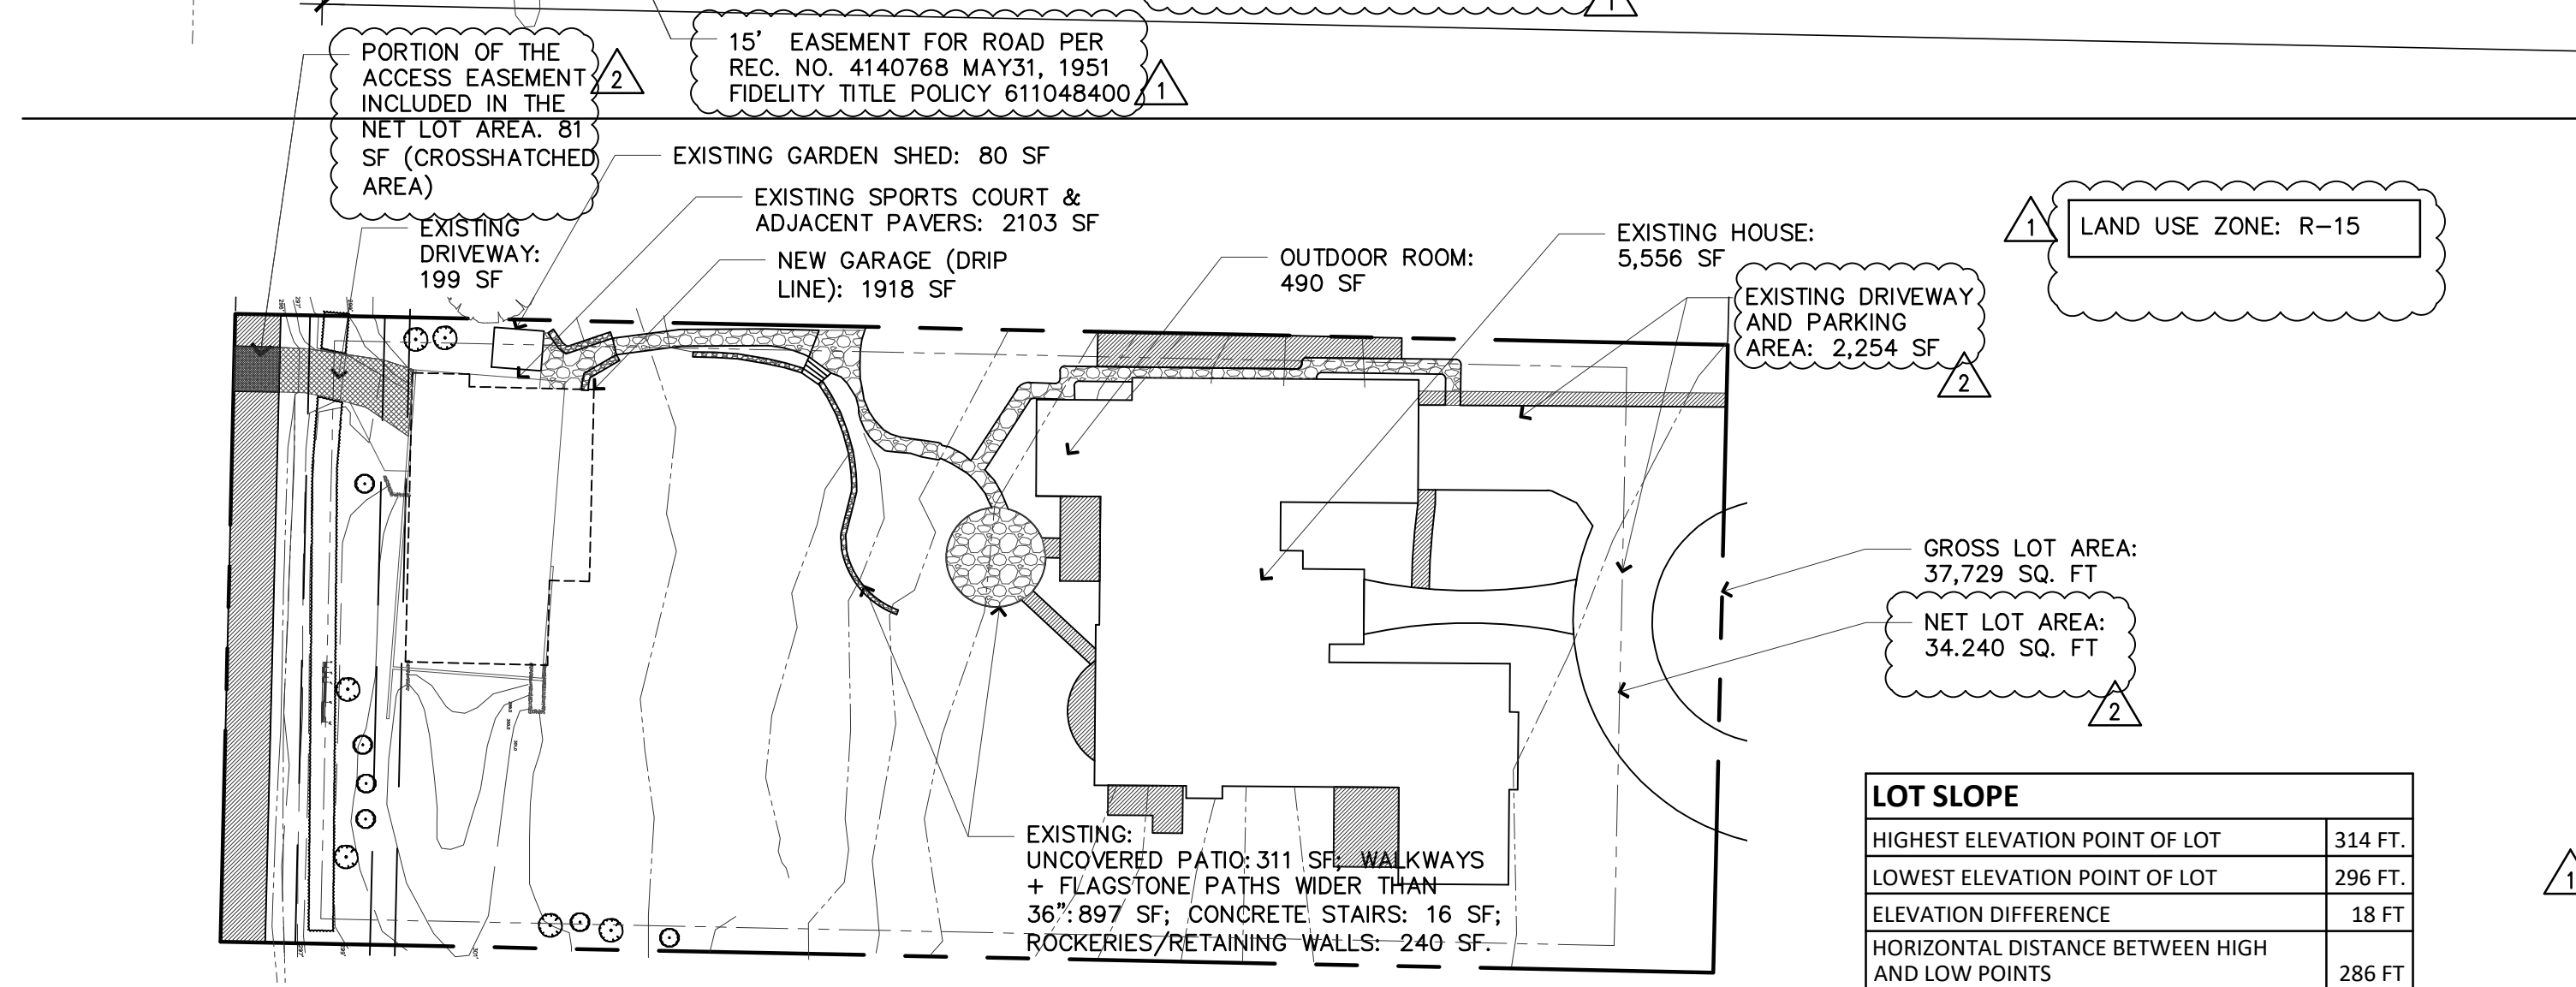 PORTION OF THE
ACCESS EASEMENT
INCLUDED IN THE
NET LOT AREA. 81
SF (CROSSHATCHED
AREA)
2
15' EASEMENT FOR ROAD PER
REC. NO. 4140768 MAY31, 1951
FIDELITY TITLE POLICY 611048400
1
1
EXISTING GARDEN SHED: 80 SF
EXISTING SPORTS COURT &
ADJACENT PAVERS: 2103 SF
EXISTING
DRIVEWAY:
199 SF
NEW GARAGE (DRIP
LINE): 1918 SF
OUTDOOR ROOM:
490 SF
EXISTING HOUSE:
5,556 SF
EXISTING DRIVEWAY
AND PARKING
AREA: 2,254 SF
2
1
LAND USE ZONE: R-15
GROSS LOT AREA:
37,729 SQ. FT
NET LOT AREA:
34.240 SQ. FT
2
EXISTING:
UNCOVERED PATIO: 311 SF; WALKWAYS
+ FLAGSTONE PATHS WIDER THAN
36": 897 SF; CONCRETE STAIRS: 16 SF;
ROCKERIES/RETAINING WALLS: 240 SF.
LOT SLOPE
HIGHEST ELEVATION POINT OF LOT 314 FT.
LOWEST ELEVATION POINT OF LOT 296 FT.
ELEVATION DIFFERENCE 18 FT
HORIZONTAL DISTANCE BETWEEN HIGH
AND LOW POINTS 286 FT
1